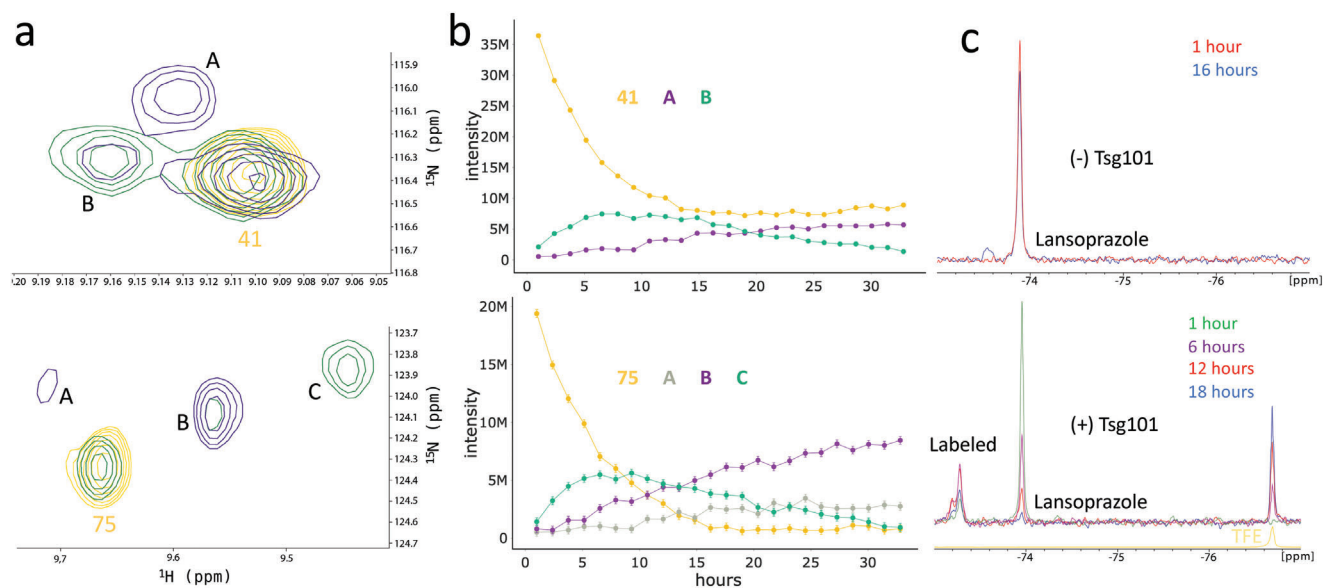 a
A
B
41
115.9
116.0
116.1
116.2
116.3
116.4
116.5
116.6
116.7
116.8
¹⁵N (ppm)
.20 9.19 9.18 9.17 9.16 9.15 9.14 9.13 9.12 9.11 9.10 9.09 9.08 9.07 9.06 9.05
A
B
C
75
123.7
123.8
123.9
124.0
124.1
124.2
124.3
124.4
124.5
124.6
124.7
¹⁵N (ppm)
9.7 9.6 9.5
¹H (ppm)
b
35M
30M
25M
20M
15M
10M
5M
0
intensity
41 A B
0 5 10 15 20 25 30
20M
15M
10M
5M
0
intensity
75 A B C
0 5 10 15 20 25 30
hours
c
1 hour
16 hours
(-) Tsg101
Lansoprazole
-74 -75 -76 [ppm]
1 hour
6 hours
12 hours
18 hours
(+) Tsg101
Labeled
Lansoprazole
TFE
-74 -75 -76 [ppm]